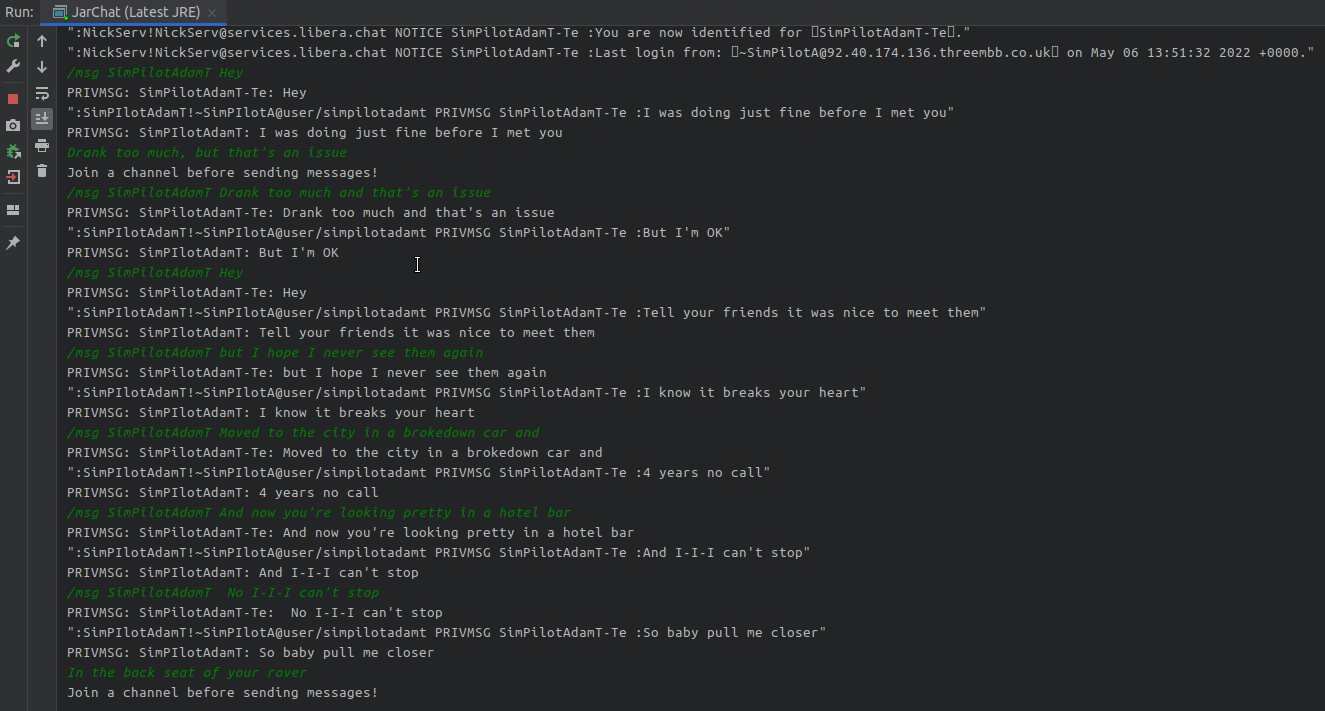 Run: JarChat (Latest JRE)
":NickServ!NickServ@services.libera.chat NOTICE SimPilotAdamT-Te :You are now identified for SimPilotAdamT-Te."
":NickServ!NickServ@services.libera.chat NOTICE SimPilotAdamT-Te :Last login from: ~SimPilotA@92.40.174.136.threembb.co.uk on May 06 13:51:32 2022 +0000."
/msg SimPilotAdamT Hey
PRIVMSG: SimPilotAdamT-Te: Hey
":SimPIlotAdamT!~SimPIlotA@user/simpilotadamt PRIVMSG SimPilotAdamT-Te :I was doing just fine before I met you"
PRIVMSG: SimPIlotAdamT: I was doing just fine before I met you
Drank too much, but that's an issue
Join a channel before sending messages!
/msg SimPilotAdamT Drank too much and that's an issue
PRIVMSG: SimPilotAdamT-Te: Drank too much and that's an issue
":SimPIlotAdamT!~SimPIlotA@user/simpilotadamt PRIVMSG SimPilotAdamT-Te :But I'm OK"
PRIVMSG: SimPIlotAdamT: But I'm OK
/msg SimPilotAdamT Hey
PRIVMSG: SimPilotAdamT-Te: Hey
":SimPIlotAdamT!~SimPIlotA@user/simpilotadamt PRIVMSG SimPilotAdamT-Te :Tell your friends it was nice to meet them"
PRIVMSG: SimPIlotAdamT: Tell your friends it was nice to meet them
/msg SimPilotAdamT but I hope I never see them again
PRIVMSG: SimPilotAdamT-Te: but I hope I never see them again
":SimPIlotAdamT!~SimPIlotA@user/simpilotadamt PRIVMSG SimPilotAdamT-Te :I know it breaks your heart"
PRIVMSG: SimPIlotAdamT: I know it breaks your heart
/msg SimPilotAdamT Moved to the city in a brokedown car and
PRIVMSG: SimPilotAdamT-Te: Moved to the city in a brokedown car and
":SimPIlotAdamT!~SimPIlotA@user/simpilotadamt PRIVMSG SimPilotAdamT-Te :4 years no call"
PRIVMSG: SimPIlotAdamT: 4 years no call
/msg SimPilotAdamT And now you're looking pretty in a hotel bar
PRIVMSG: SimPilotAdamT-Te: And now you're looking pretty in a hotel bar
":SimPIlotAdamT!~SimPIlotA@user/simpilotadamt PRIVMSG SimPilotAdamT-Te :And I-I-I can't stop"
PRIVMSG: SimPIlotAdamT: And I-I-I can't stop
/msg SimPilotAdamT  No I-I-I can't stop
PRIVMSG: SimPilotAdamT-Te:  No I-I-I can't stop
":SimPIlotAdamT!~SimPIlotA@user/simpilotadamt PRIVMSG SimPilotAdamT-Te :So baby pull me closer"
PRIVMSG: SimPIlotAdamT: So baby pull me closer
In the back seat of your rover
Join a channel before sending messages!